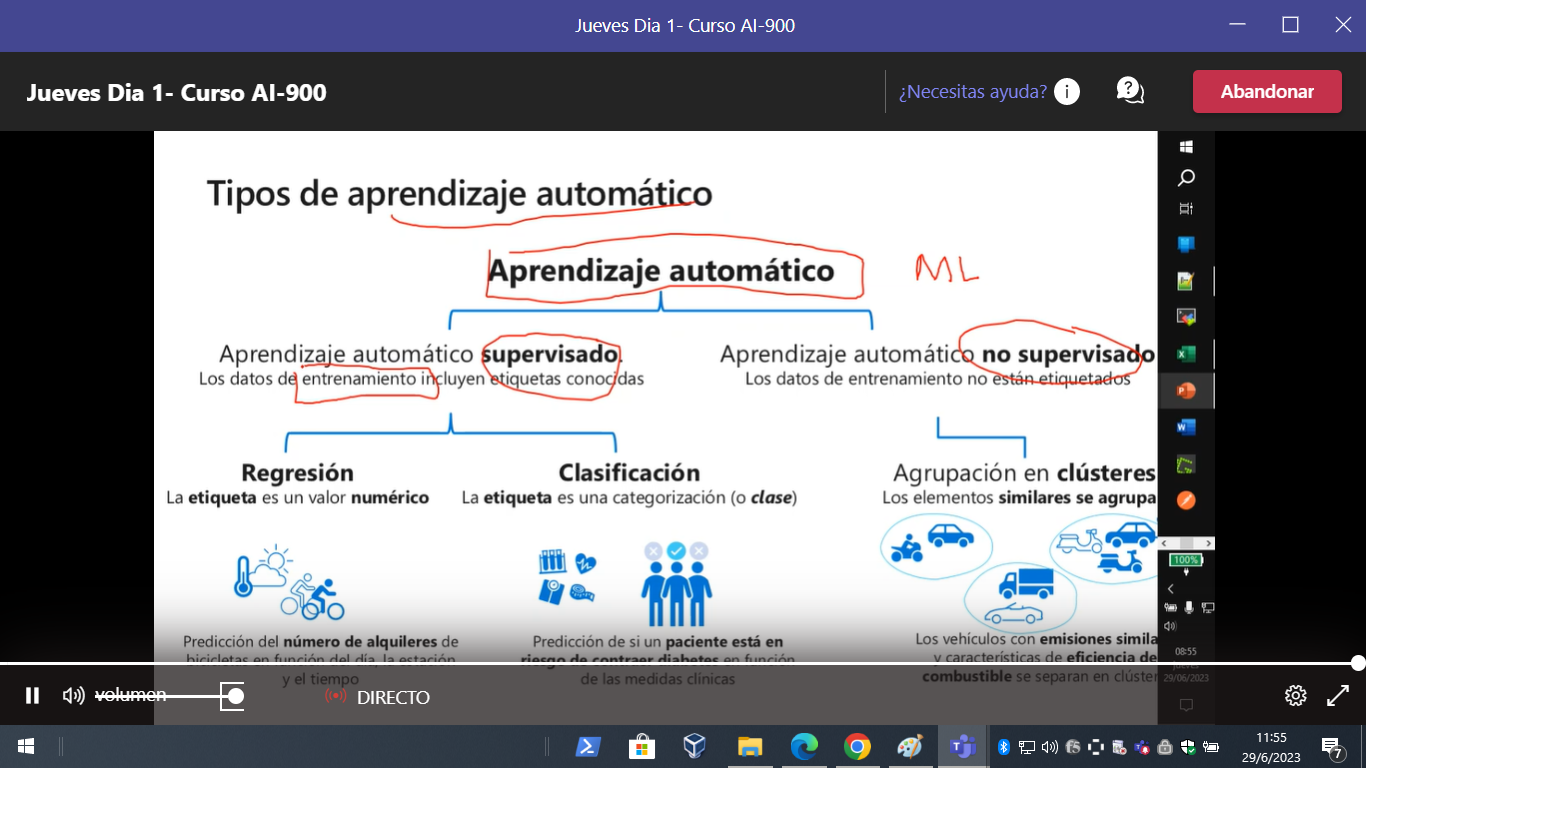 Jueves Dia 1- Curso AI-900
Jueves Dia 1- Curso AI-900
¿Necesitas ayuda?
Abandonar
Tipos de aprendizaje automático
Aprendizaje automático
ML
Aprendizaje automático supervisado.
Los datos de entrenamiento incluyen etiquetas conocidas
Aprendizaje automático no supervisado
Los datos de entrenamiento no están etiquetados
Regresión
La etiqueta es un valor numérico
Clasificación
La etiqueta es una categorización (o clase)
Agrupación en clústeres
Los elementos similares se agrupa
Predicción del número de alquileres de
bicicletas en función del día, la estación
y el tiempo
Predicción de si un paciente está en
riesgo de contraer diabetes en función
de las medidas clínicas
Los vehículos con emisiones simila
y características de eficiencia de
combustible se separan en clúster
100%
08:55
jueves
29/06/2023
volumen
DIRECTO
11:55
29/6/2023
7